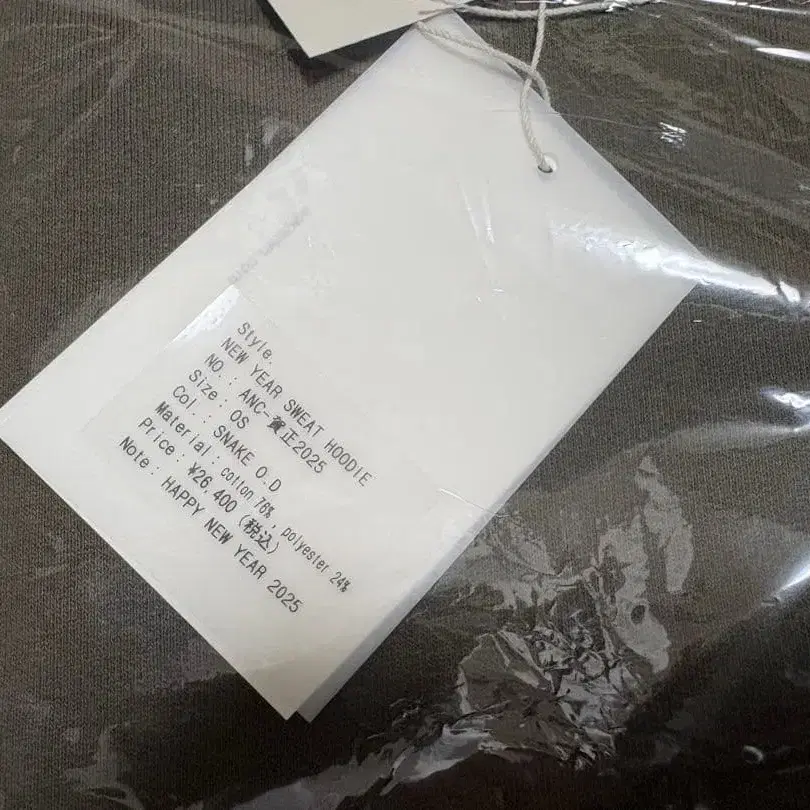 Style.
NEW YEAR SWEAT HOODIE
NO. : ANC-賀正2025
Size : OS
Col. : SNAKE O.D
Material : cotton 76%, polyester 24%
Price : ¥26,400 (税込)
Note : HAPPY NEW YEAR 2025